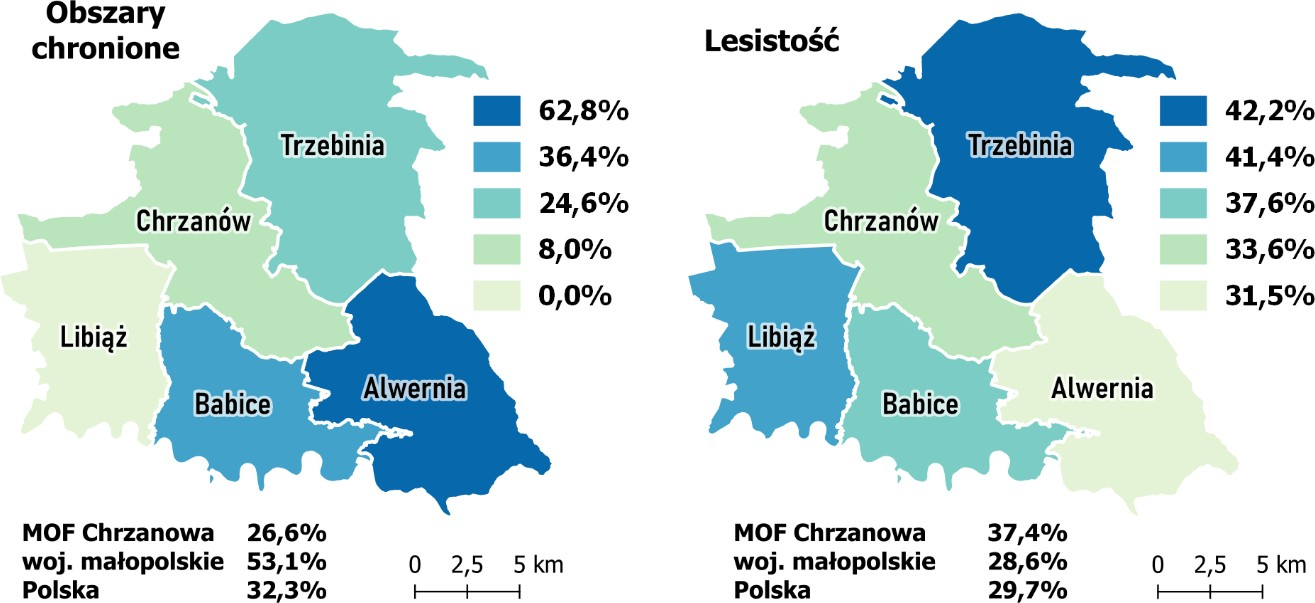 Obszary
chronione
62,8%
36,4%
24,6%
8,0%
0,0%
Trzebinia
Chrzanów
Libiąż
Babice
Alwernia
MOF Chrzanowa 26,6%
woj. małopolskie 53,1%
Polska 32,3%
0 2,5 5 km
Lesistość
42,2%
41,4%
37,6%
33,6%
31,5%
Trzebinia
Chrzanów
Libiąż
Babice
Alwernia
MOF Chrzanowa 37,4%
woj. małopolskie 28,6%
Polska 29,7%
0 2,5 5 km